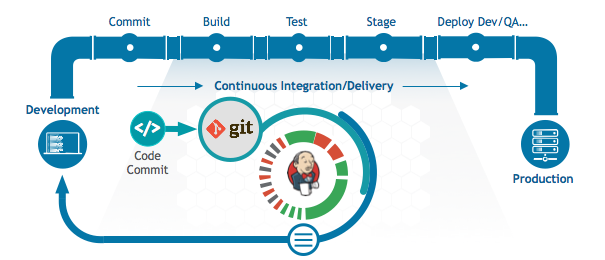 Commit
Build
Test
Stage
Deploy Dev/QA...
Continuous Integration/Delivery
Development
</>
git
Code
Commit
Production